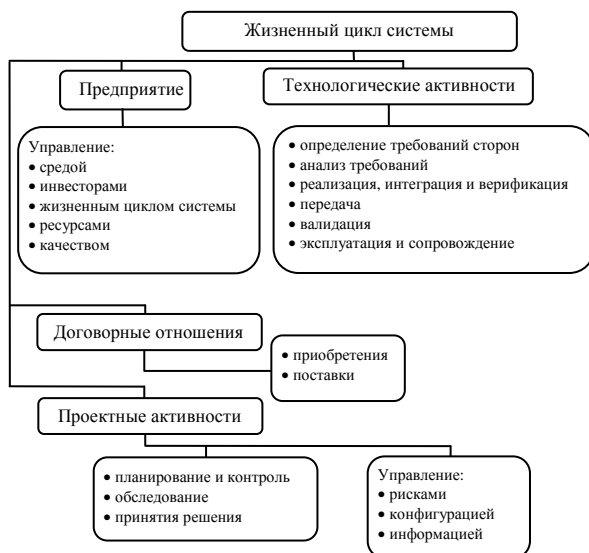 Жизненный цикл системы
Предприятие
Технологические активности
Управление:
• средой
• инвесторами
• жизненным циклом системы
• ресурсами
• качеством
• определение требований сторон
• анализ требований
• реализация, интеграция и верификация
• передача
• валидация
• эксплуатация и сопровождение
Договорные отношения
• приобретения
• поставки
Проектные активности
• планирование и контроль
• обследование
• принятия решения
Управление:
• рисками
• конфигурацией
• информацией